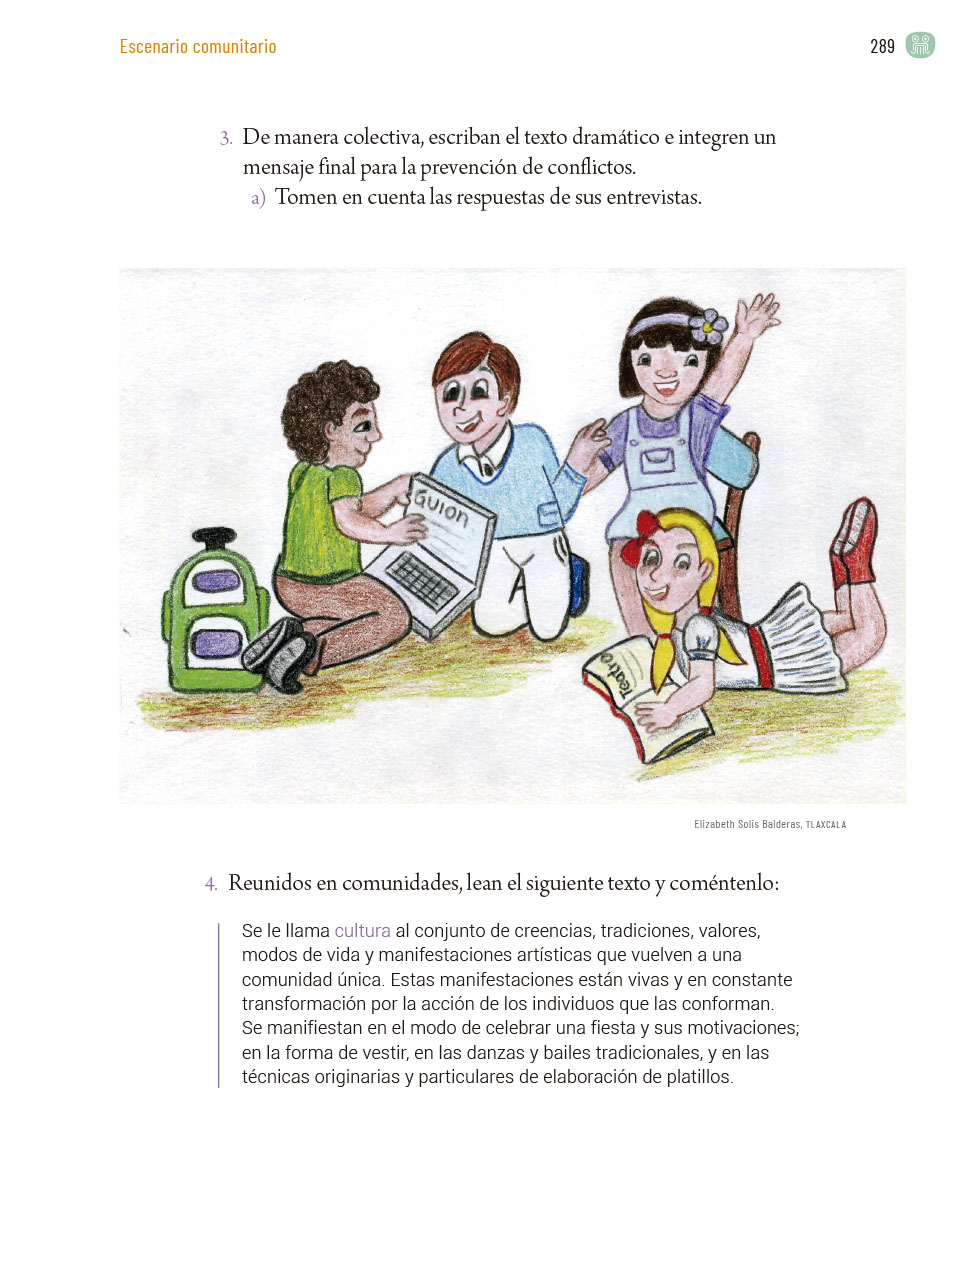 Escenario comunitario
289
3. De manera colectiva, escriban el texto dramático e integren un
mensaje final para la prevención de conflictos.
a) Tomen en cuenta las respuestas de sus entrevistas.
Guion
Teatro
Elizabeth Solis Balderas, TLAXCALA
4. Reunidos en comunidades, lean el siguiente texto y coméntenlo:
Se le llama cultura al conjunto de creencias, tradiciones, valores,
modos de vida y manifestaciones artísticas que vuelven a una
comunidad única. Estas manifestaciones están vivas y en constante
transformación por la acción de los individuos que las conforman.
Se manifiestan en el modo de celebrar una fiesta y sus motivaciones;
en la forma de vestir, en las danzas y bailes tradicionales, y en las
técnicas originarias y particulares de elaboración de platillos.